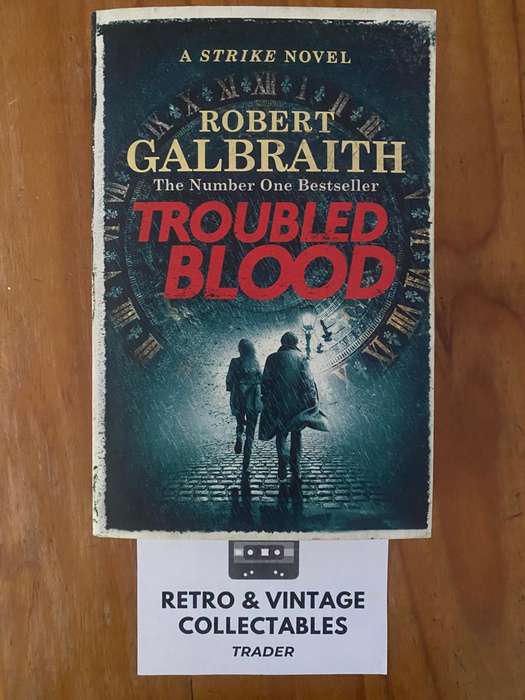 A STRIKE NOVEL
ROBERT
GALBRAITH
The Number One Bestseller
TROUBLED
BLOOD
RETRO & VINTAGE
COLLECTABLES
TRADER